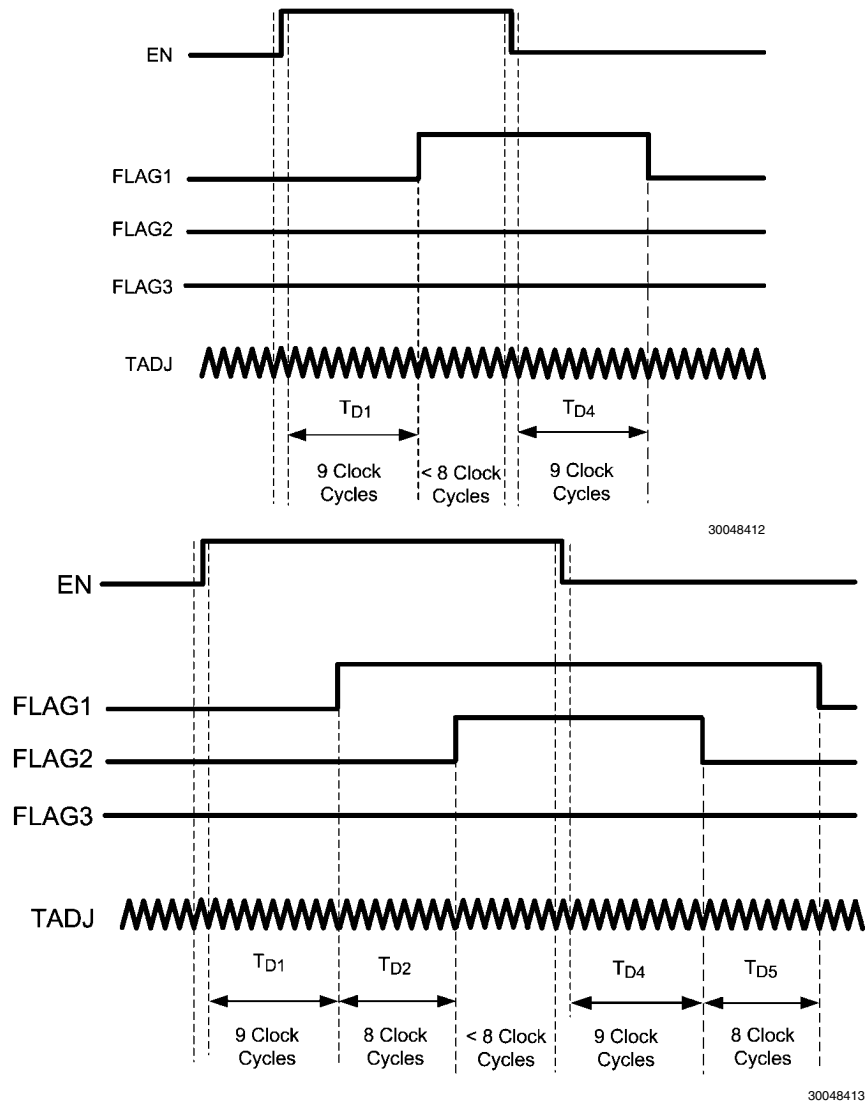 EN
FLAG1
FLAG2
FLAG3
TADJ
TD1
TD4
9 Clock
Cycles
< 8 Clock
Cycles
9 Clock
Cycles
30048412
EN
FLAG1
FLAG2
FLAG3
TADJ
TD1
TD2
TD4
TD5
9 Clock
Cycles
8 Clock
Cycles
< 8 Clock
Cycles
9 Clock
Cycles
8 Clock
Cycles
30048413